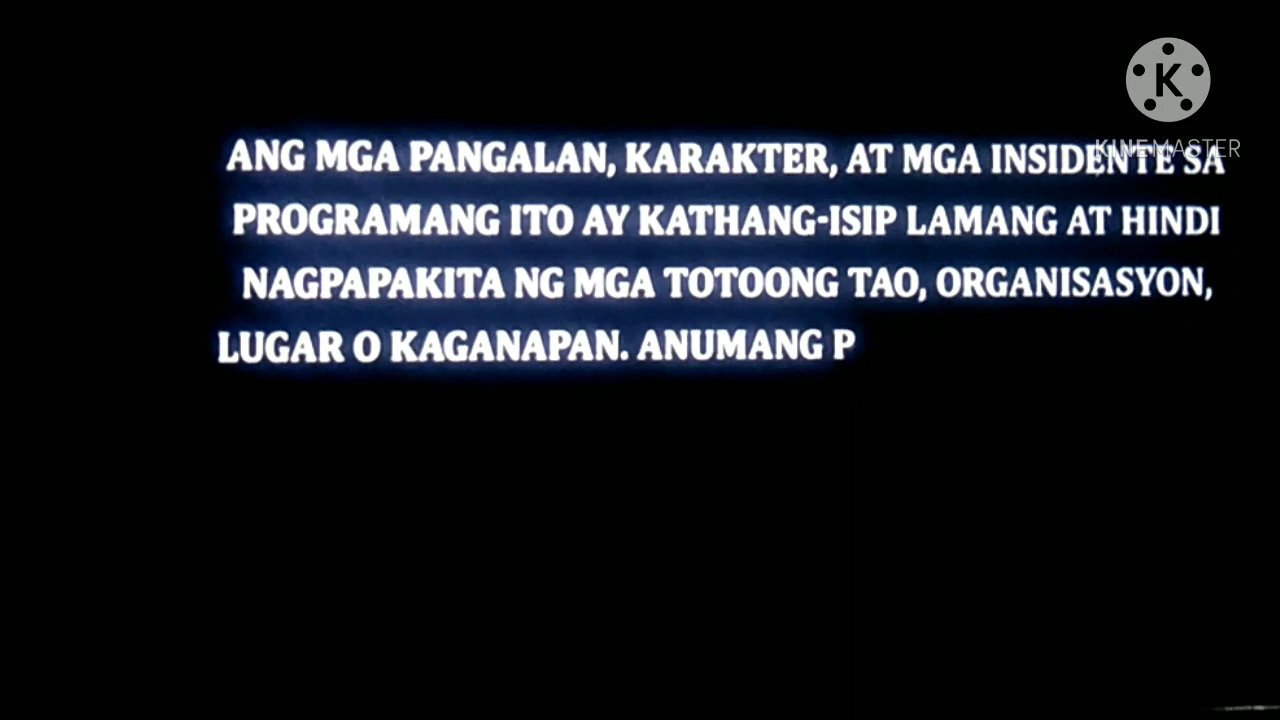 K
KINEMASTER
ANG MGA PANGALAN, KARAKTER, AT MGA INSIDENTE SA
PROGRAMANG ITO AY KATHANG-ISIP LAMANG AT HINDI
NAGPAPAKITA NG MGA TOTOONG TAO, ORGANISASYON,
LUGAR O KAGANAPAN. ANUMANG P